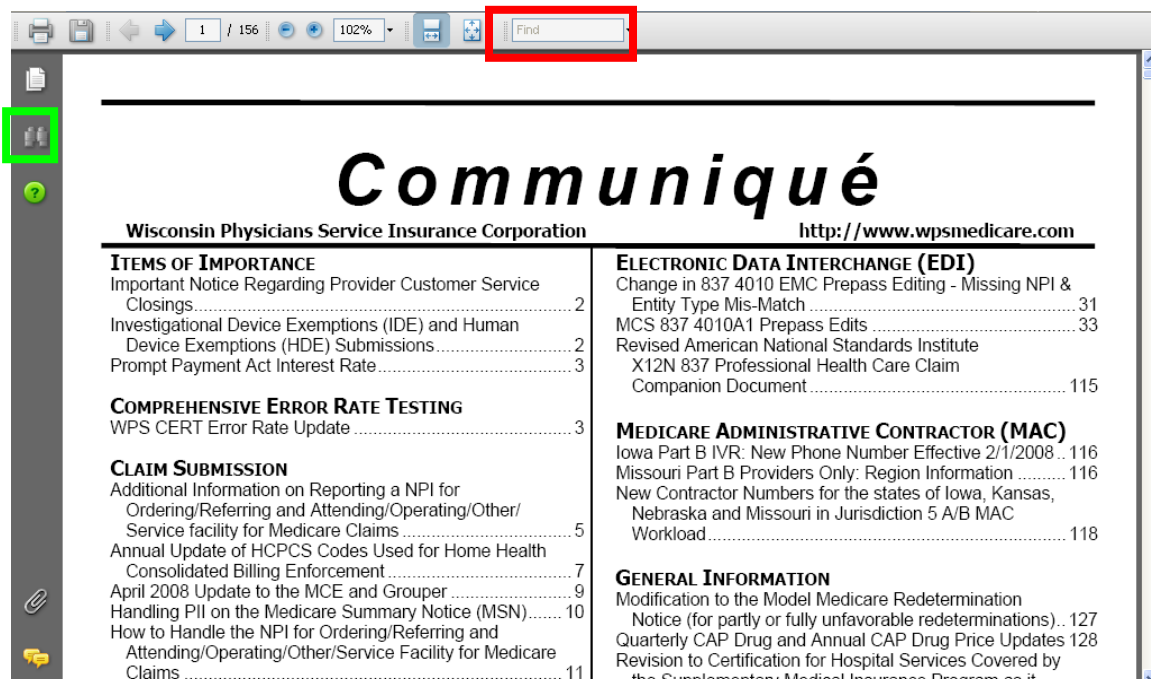 1 / 156 102% Find
Communiqué
Wisconsin Physicians Service Insurance Corporation http://www.wpsmedicare.com
ITEMS OF IMPORTANCE
Important Notice Regarding Provider Customer Service
Closings 2
Investigational Device Exemptions (IDE) and Human
Device Exemptions (HDE) Submissions 2
Prompt Payment Act Interest Rate 3
COMPREHENSIVE ERROR RATE TESTING
WPS CERT Error Rate Update 3
CLAIM SUBMISSION
Additional Information on Reporting a NPI for
Ordering/Referring and Attending/Operating/Other/
Service facility for Medicare Claims 5
Annual Update of HCPCS Codes Used for Home Health
Consolidated Billing Enforcement 7
April 2008 Update to the MCE and Grouper 9
Handling PII on the Medicare Summary Notice (MSN) 10
How to Handle the NPI for Ordering/Referring and
Attending/Operating/Other/Service Facility for Medicare
Claims 11
ELECTRONIC DATA INTERCHANGE (EDI)
Change in 837 4010 EMC Prepass Editing - Missing NPI &
Entity Type Mis-Match 31
MCS 837 4010A1 Prepass Edits 33
Revised American National Standards Institute
X12N 837 Professional Health Care Claim
Companion Document 115
MEDICARE ADMINISTRATIVE CONTRACTOR (MAC)
Iowa Part B IVR: New Phone Number Effective 2/1/2008 116
Missouri Part B Providers Only: Region Information 116
New Contractor Numbers for the states of Iowa, Kansas,
Nebraska and Missouri in Jurisdiction 5 A/B MAC
Workload 118
GENERAL INFORMATION
Modification to the Model Medicare Redetermination
Notice (for partly or fully unfavorable redeterminations) 127
Quarterly CAP Drug and Annual CAP Drug Price Updates 128
Revision to Certification for Hospital Services Covered by
the Supplementary Medical Insurance Program as it